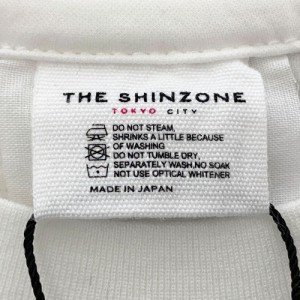 THE SHINZONE
TOKYO CITY
DO NOT STEAM,
SHRINKS A LITTLE BECAUSE
OF WASHING
DO NOT TUMBLE DRY,
SEPARATELY WASH,NO SOAK
NOT USE OPTICAL WHITENER
MADE IN JAPAN